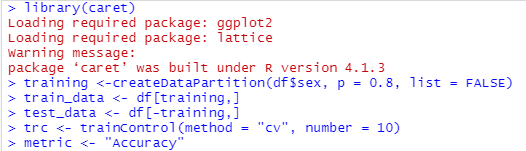 > library(caret)
Loading required package: ggplot2
Loading required package: lattice
Warning message:
package ‘caret’ was built under R version 4.1.3
> training <-createDataPartition(df$sex, p = 0.8, list = FALSE)
> train_data <- df[training,]
> test_data <- df[-training,]
> trc <- trainControl(method = "cv", number = 10)
> metric <- "Accuracy"